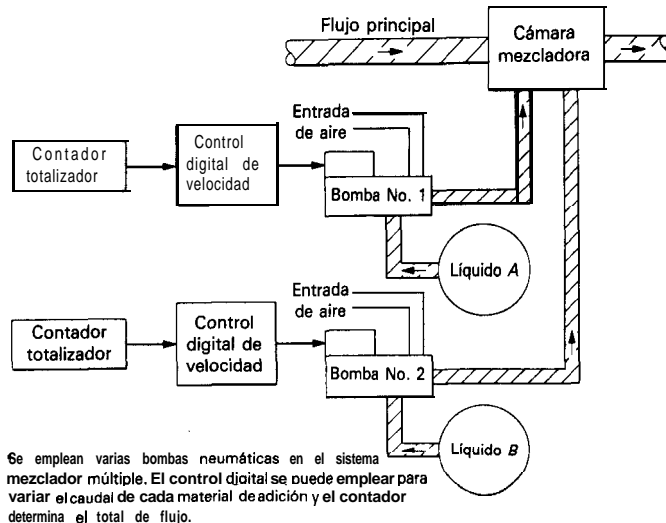 Flujo principal
Cámara
mezcladora
Entrada
de aire
Contador
totalizador
Control
digital de
velocidad
Bomba No. 1
Líquido A
Entrada
de aire
Contador
totalizador
Control
digital de
velocidad
Bomba No. 2
Líquido B
Se emplean varias bombas neumáticas en el sistema
mezclador múltiple. El control digital se puede emplear para
variar el caudal de cada material de adición y el contador
determina el total de flujo.